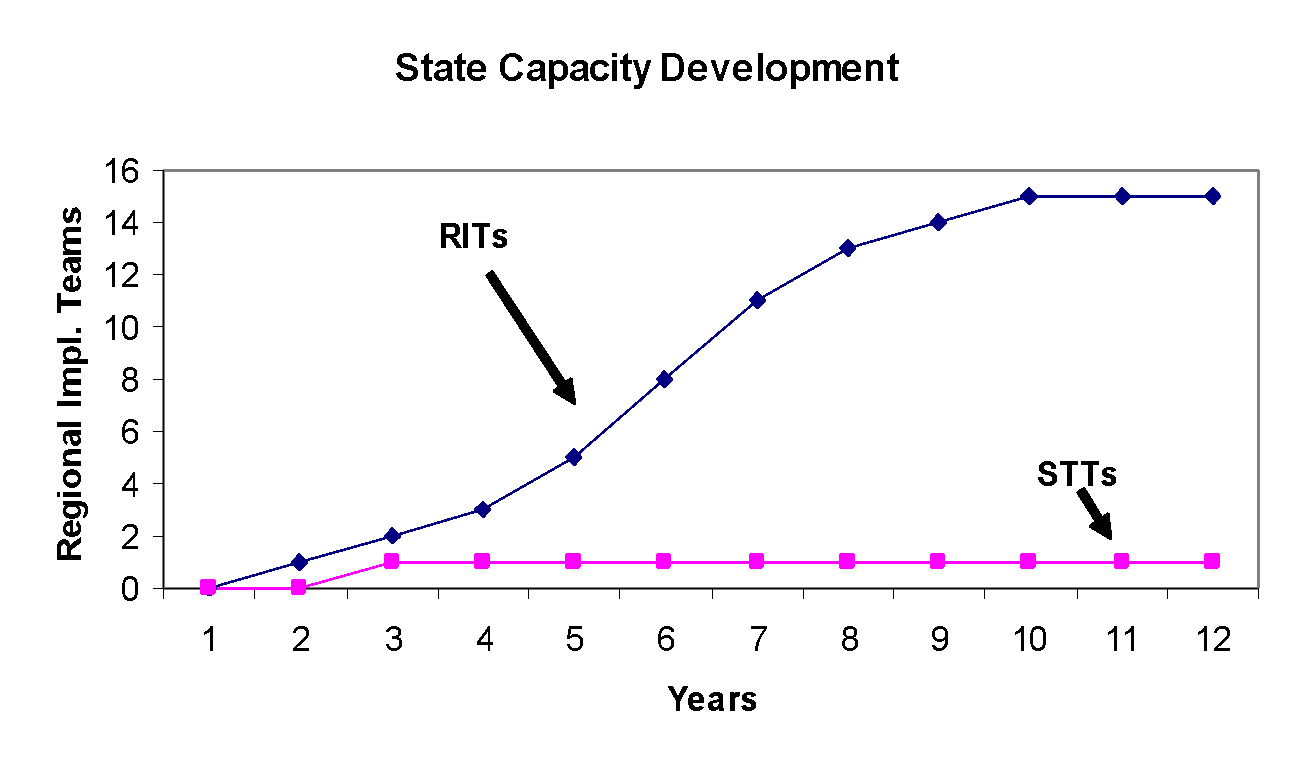 State Capacity Development
16
14
12
10
8
6
4
2
0
Regional Impl. Teams
RITs
STTs
1 2 3 4 5 6 7 8 9 10 11 12
Years